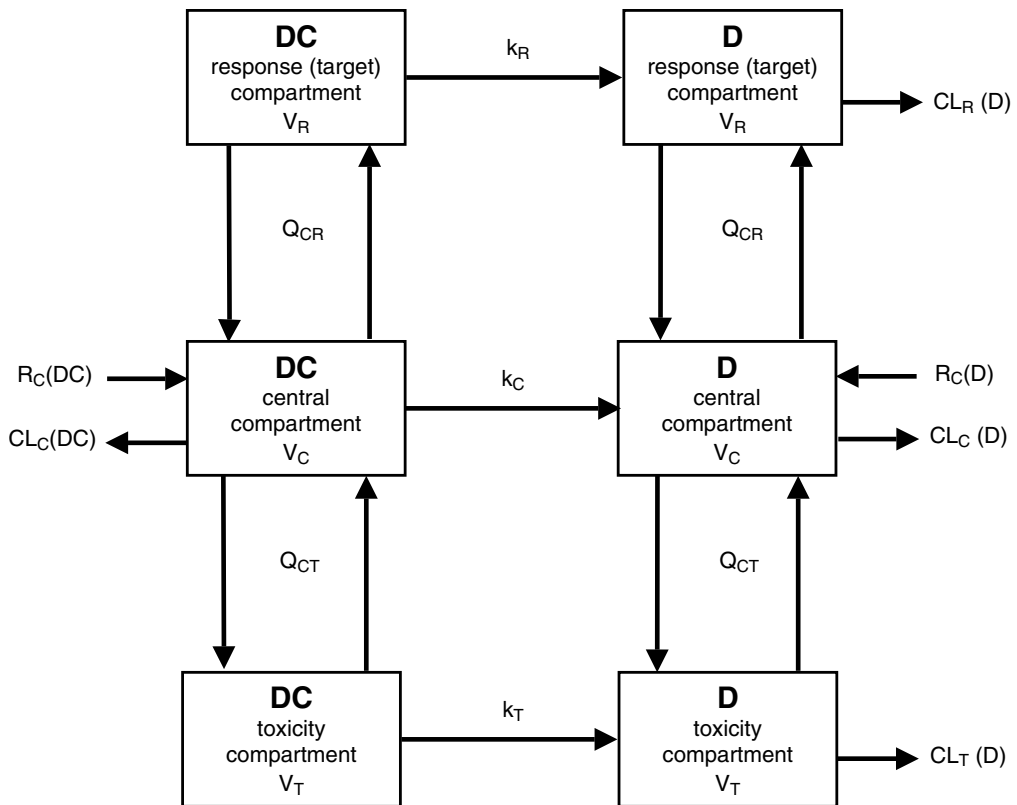 DC
response (target)
compartment
V_R
k_R
D
response (target)
compartment
V_R
CL_R (D)
Q_CR
Q_CR
R_C(DC)
CL_C(DC)
DC
central
compartment
V_C
k_C
D
central
compartment
V_C
R_C(D)
CL_C (D)
Q_CT
Q_CT
DC
toxicity
compartment
V_T
k_T
D
toxicity
compartment
V_T
CL_T (D)